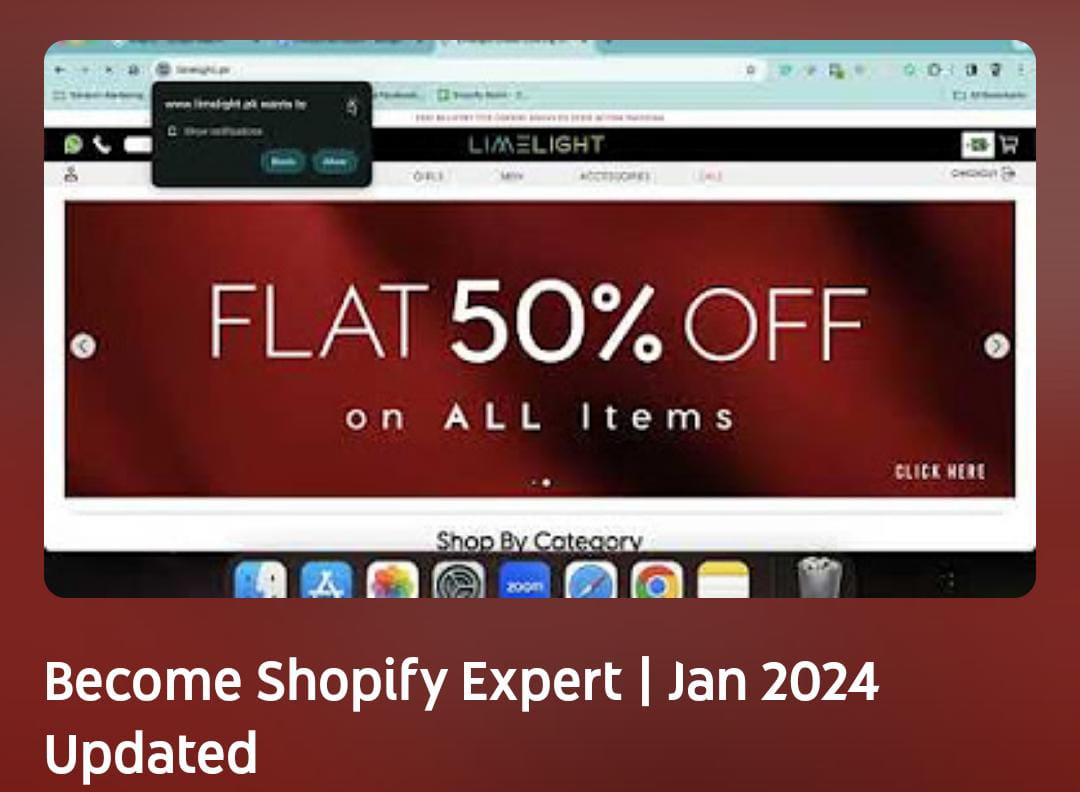 limelight.pk
www.limelight.pk wants to
Show notifications
Block Allow
LIMELIGHT
GIRLS MEN ACCESSORIES SALE
CHECKOUT
FLAT 50% OFF
on ALL Items
CLICK HERE
Shop By Category
zoom
Become Shopify Expert | Jan 2024
Updated